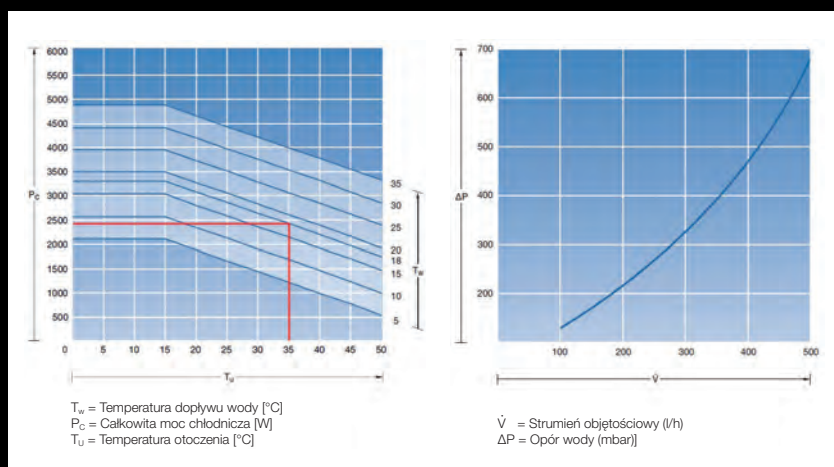 6000
5500
5000
4500
4000
3500
3000
2500
2000
1500
1000
500
P_C
0 5 10 15 20 25 30 35 40 45 50
T_u
35
30
25
20
18
15
10
5
T_w
T_w = Temperatura dopływu wody [°C]
P_C = Całkowita moc chłodnicza [W]
T_U = Temperatura otoczenia [°C]
700
600
500
400
300
200
ΔP
100 200 300 400 500
V̇
V̇ = Strumień objętościowy (l/h)
ΔP = Opór wody (mbar)]